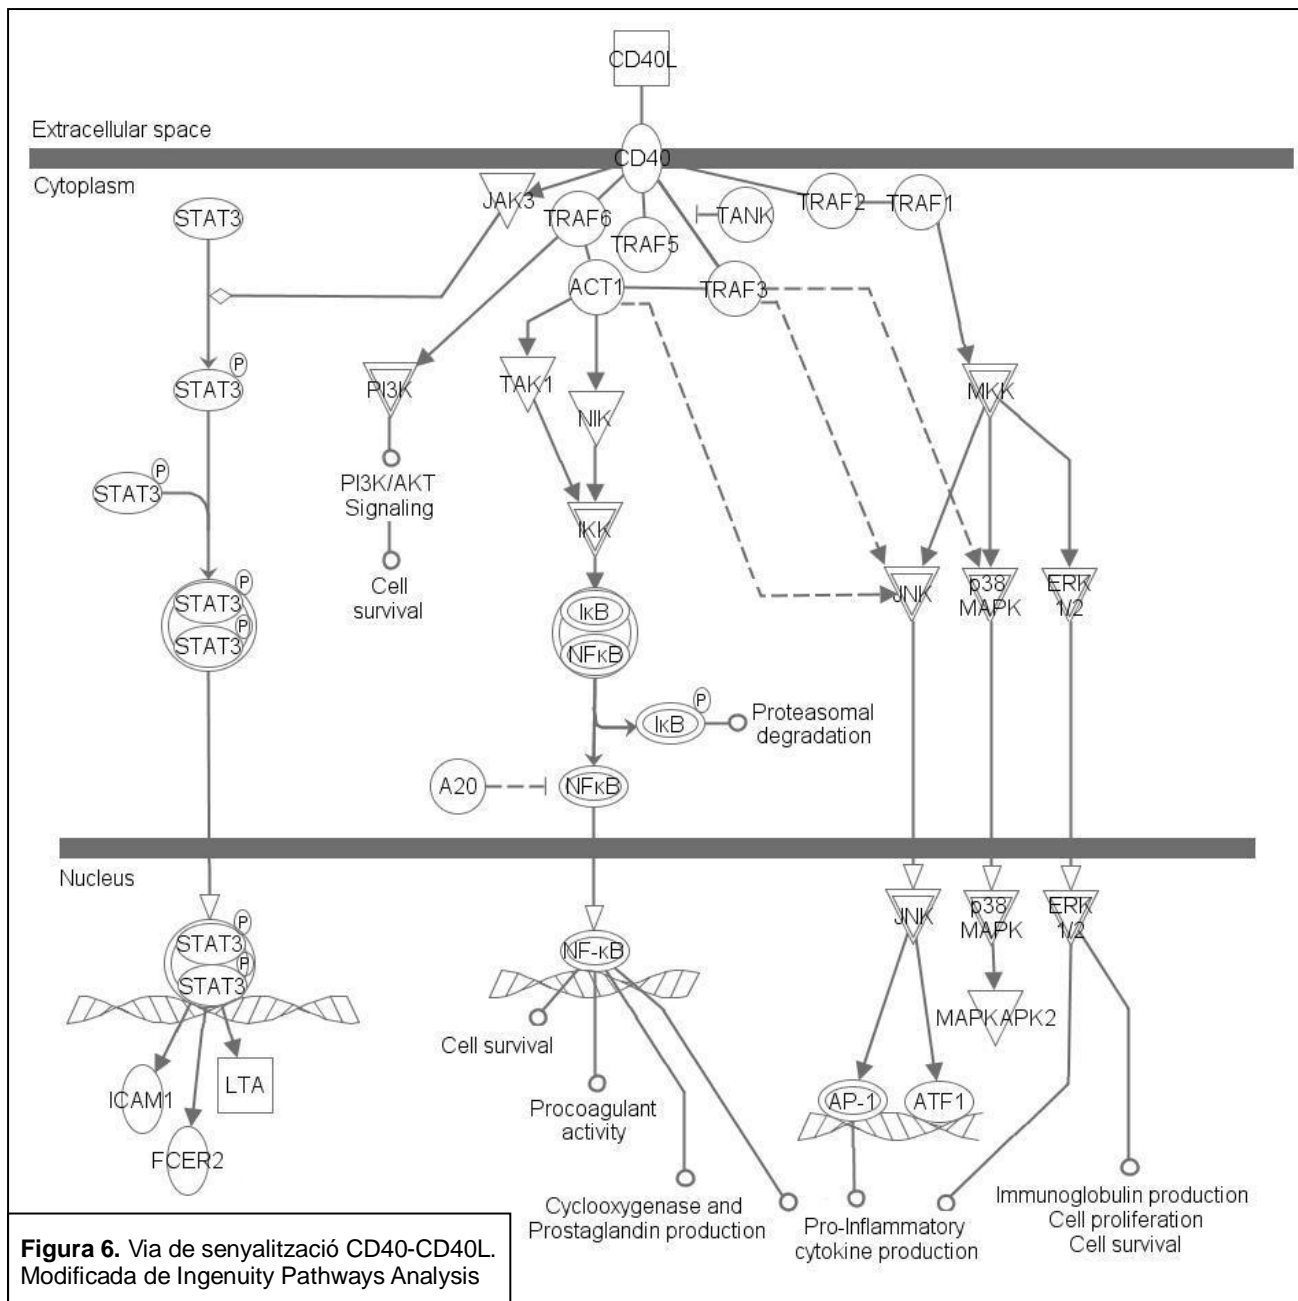 CD40L
Extracellular space
CD40
Cytoplasm
JAK3
STAT3
TRAF6
TRAF5
TANK
TRAF2
TRAF1
ACT1
TRAF3
P
STAT3
PI3K
TAK1
NIK
MKK
P
STAT3
PI3K/AKT
Signaling
IKK
Cell
survival
P
STAT3
P
STAT3
IκB
NFκB
JNK
p38
MAPK
ERK
1/2
P
IκB
Proteasomal
degradation
A20
NFκB
Nucleus
P
STAT3
P
STAT3
NF-κB
JNK
p38
MAPK
ERK
1/2
MAPKAPK2
Cell survival
ICAM1
LTA
FCER2
Procoagulant
activity
AP-1
ATF1
Cyclooxygenase and
Prostaglandin production
Pro-Inflammatory
cytokine production
Immunoglobulin production
Cell proliferation
Cell survival
Figura 6. Via de senyalització CD40-CD40L.
Modificada de Ingenuity Pathways Analysis